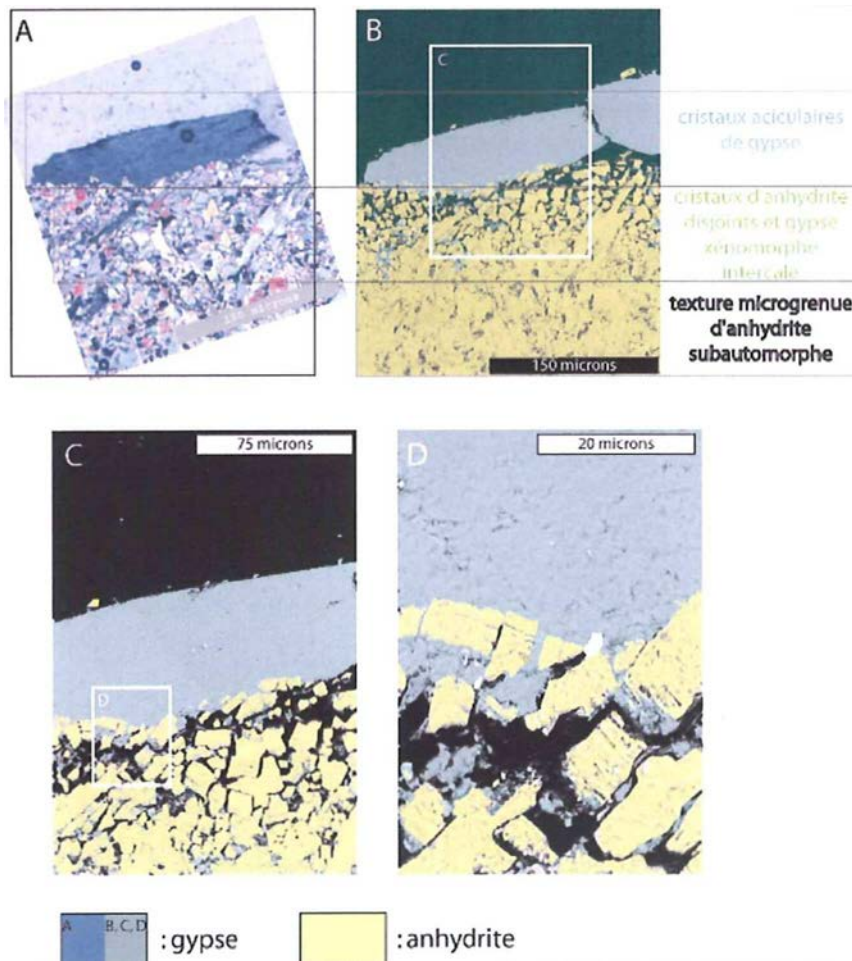 A
B
C
cristaux aciculaires
de gypse
cristaux d'anhydrite
disjoints et gypse
xénomorphe
intercale
texture microgrenue
d'anhydrite
subautomorphe
150 microns
C
75 microns
D
D
20 microns
A
B, C, D
: gypse
: anhydrite